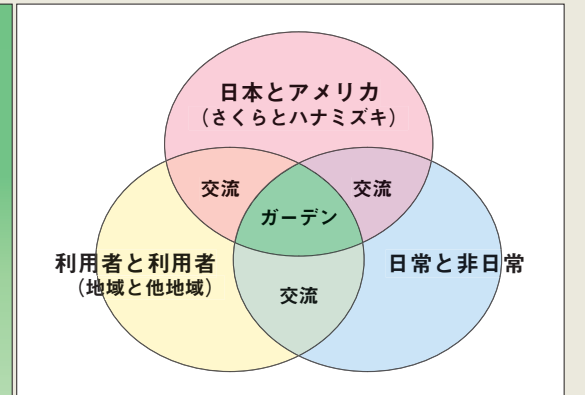 日本とアメリカ
（さくらとハナミズキ）
交流
交流
ガーデン
利用者と利用者
（地域と他地域）
日常と非日常
交流